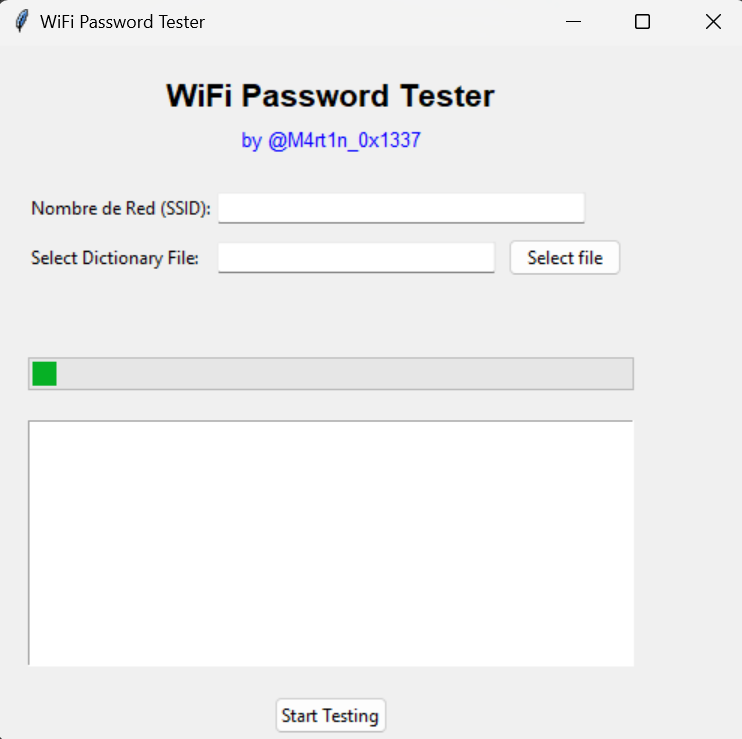 WiFi Password Tester
WiFi Password Tester
by @M4rt1n_0x1337
Nombre de Red (SSID):
Select Dictionary File:
Select file
Start Testing